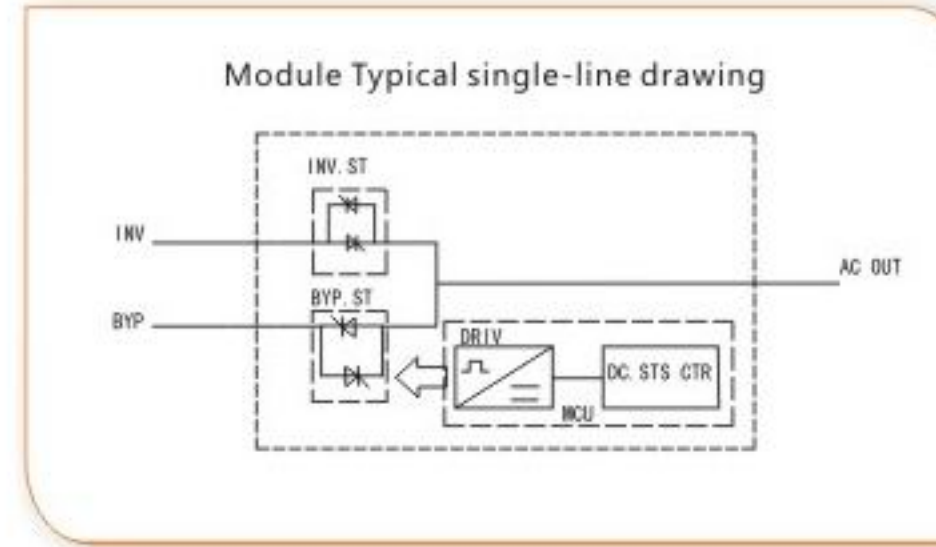 Module Typical single-line drawing
INV.ST
INV
AC OUT
BYP.ST
BYP
DRIV
DC.STS CTR
MCU